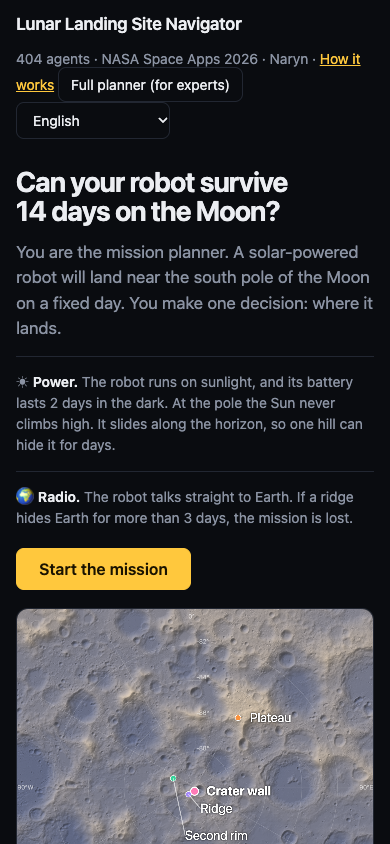 Lunar Landing Site Navigator
404 agents · NASA Space Apps 2026 · Naryn · How it
works Full planner (for experts)
English
Can your robot survive
14 days on the Moon?
You are the mission planner. A solar-powered
robot will land near the south pole of the Moon
on a fixed day. You make one decision: where it
lands.
☀ Power. The robot runs on sunlight, and its battery
lasts 2 days in the dark. At the pole the Sun never
climbs high. It slides along the horizon, so one hill can
hide it for days.
🌍 Radio. The robot talks straight to Earth. If a ridge
hides Earth for more than 3 days, the mission is lost.
Start the mission
Plateau
90°W
Crater wall
90°E
Ridge
Second rim